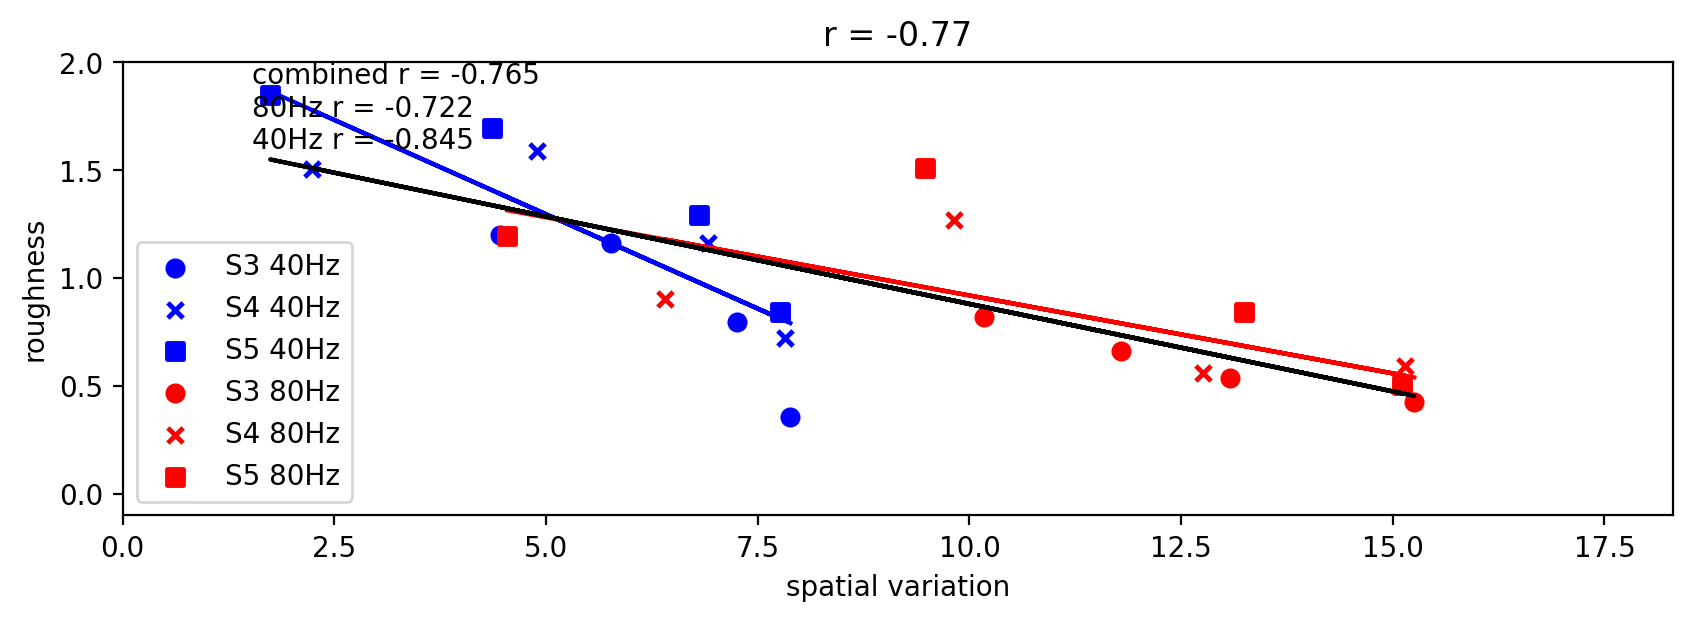 r = -0.77
combined r = -0.765
80Hz r = -0.722
40Hz r = -0.845
2.0
1.5
1.0
0.5
0.0
roughness
S3 40Hz
S4 40Hz
S5 40Hz
S3 80Hz
S4 80Hz
S5 80Hz
0.0 2.5 5.0 7.5 10.0 12.5 15.0 17.5
spatial variation